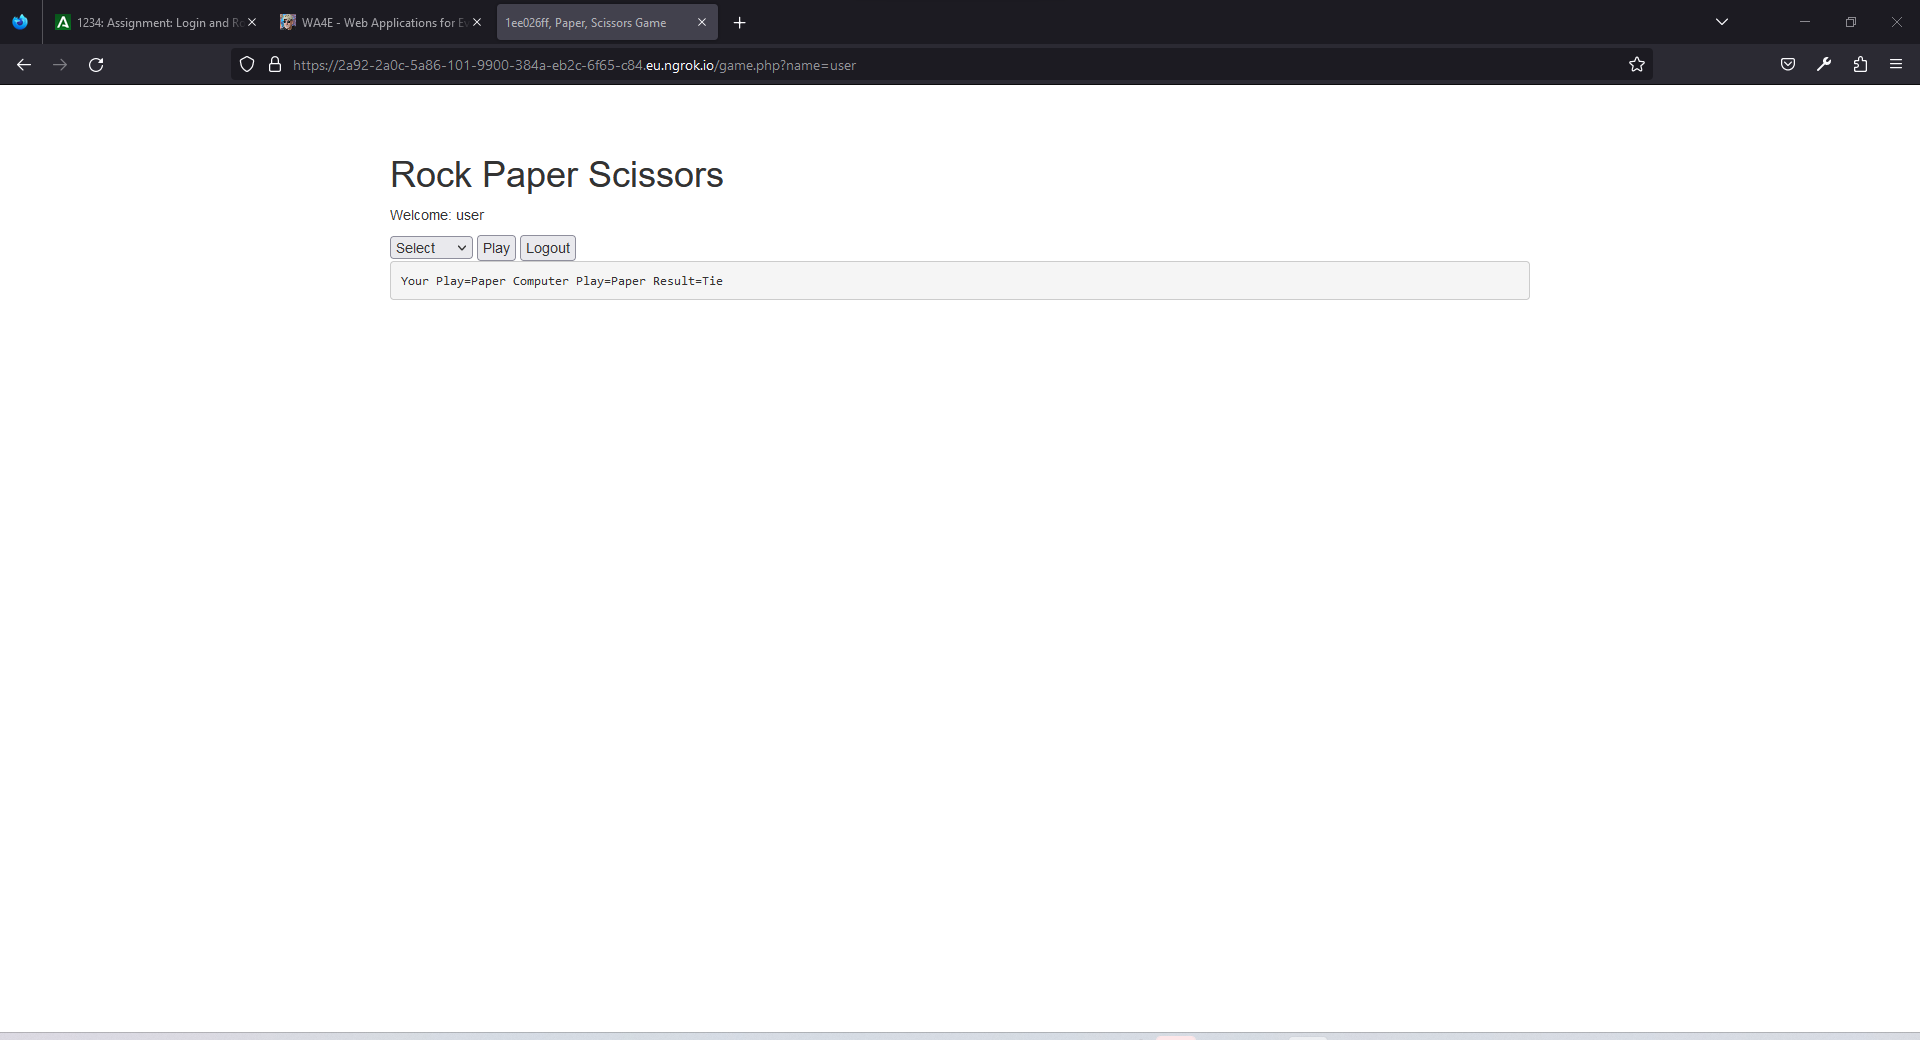 1234: Assignment: Login and Ro
WA4E - Web Applications for Ev
1ee026ff, Paper, Scissors Game
https://2a92-2a0c-5a86-101-9900-384a-eb2c-6f65-c84.eu.ngrok.io/game.php?name=user
Rock Paper Scissors
Welcome: user
Select Play Logout
Your Play=Paper Computer Play=Paper Result=Tie